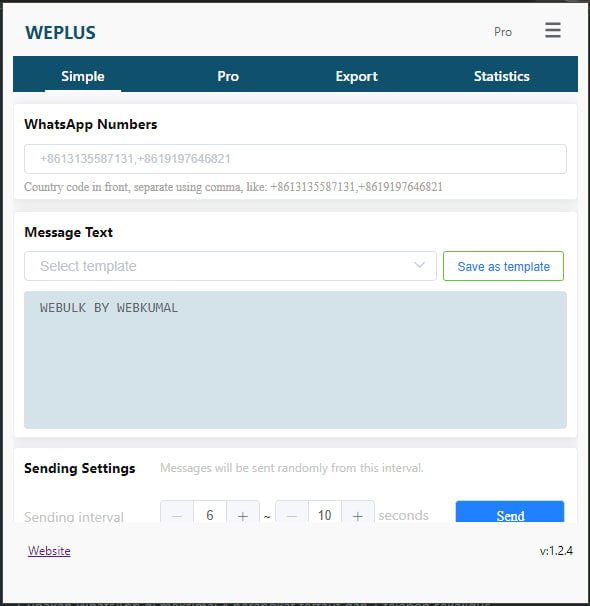 WEPLUS
Pro
Simple Pro Export Statistics
WhatsApp Numbers
+8613135587131,+8619197646821
Country code in front, separate using comma, like: +8613135587131,+8619197646821
Message Text
Select template
Save as template
WEBULK BY WEBKUMAL
Sending Settings Messages will be sent randomly from this interval.
Sending interval − 6 + ~ − 10 + seconds Send
Website v:1.2.4